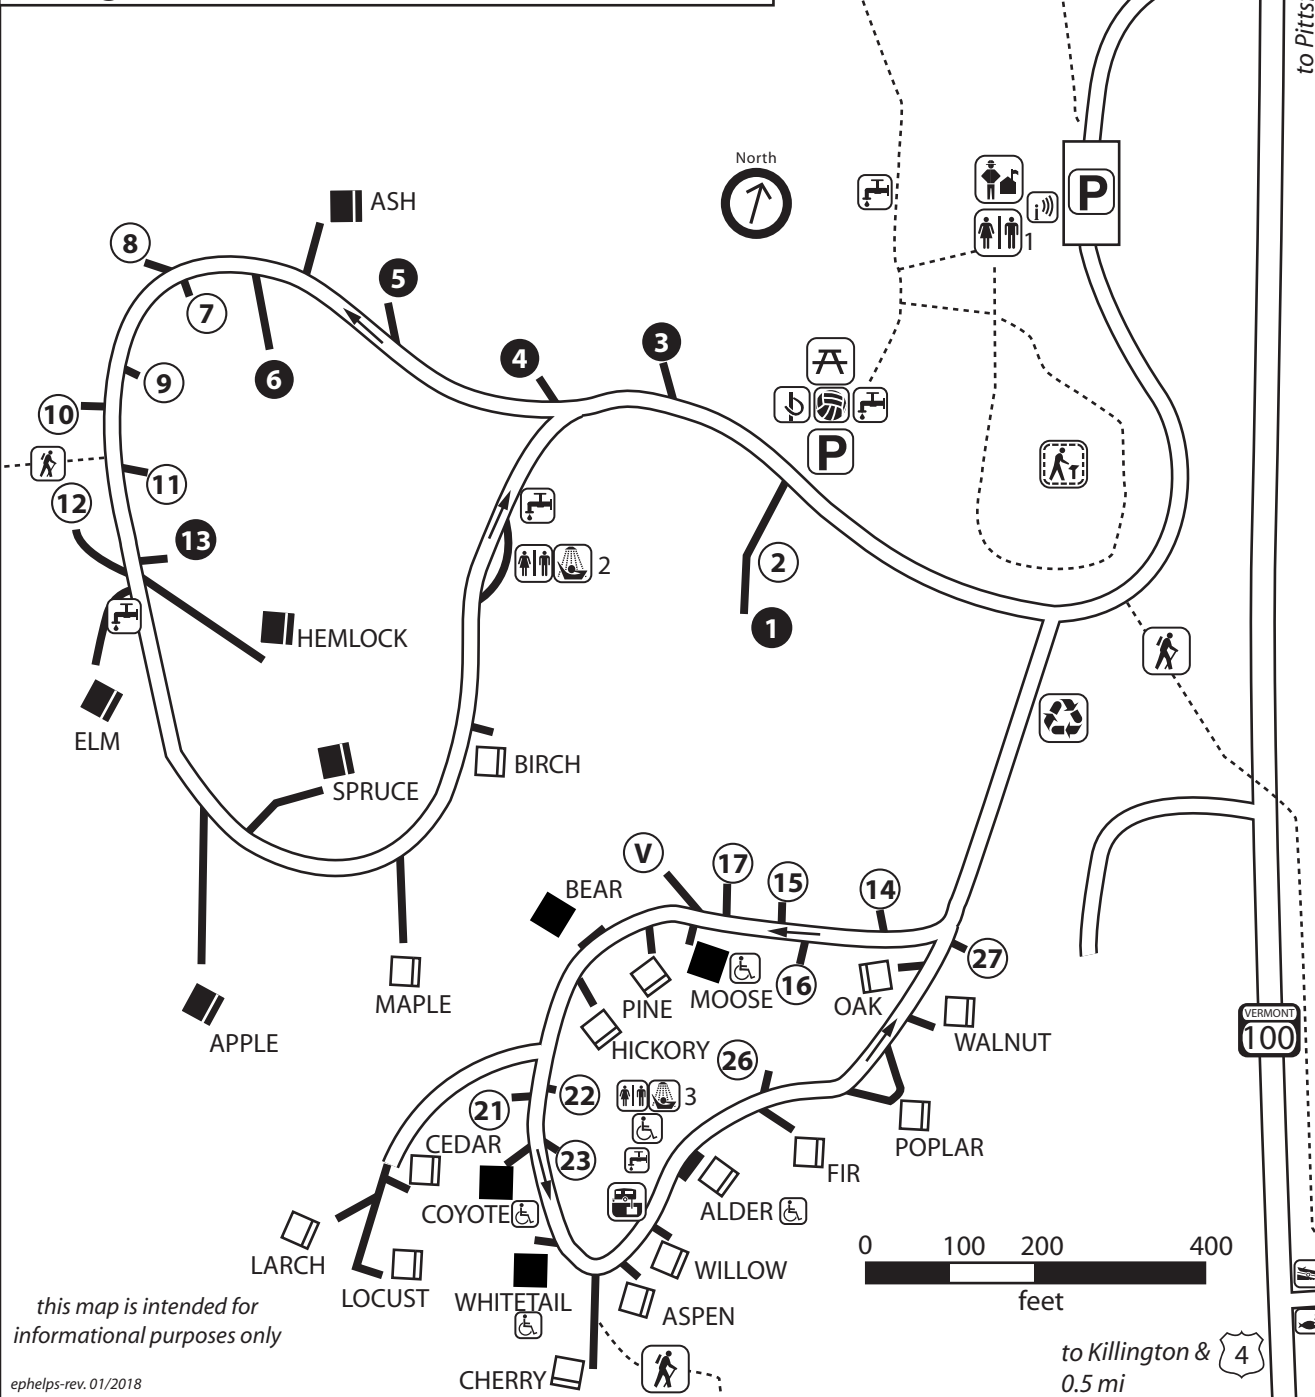 to Pitts
North
ASH
P
i
1
8
5
7
3
4
6
9
10
P
11
12
13
2
2
1
HEMLOCK
ELM
BIRCH
SPRUCE
V
17
15
14
BEAR
27
MAPLE
PINE
MOOSE
16
OAK
APPLE
HICKORY
WALNUT
VERMONT
100
26
22
3
21
CEDAR
23
POPLAR
FIR
COYOTE
ALDER
LARCH
LOCUST
WHITETAIL
WILLOW
ASPEN
0 100 200 400
feet
this map is intended for
informational purposes only
CHERRY
to Killington & 4
0.5 mi
ephelps-rev. 01/2018